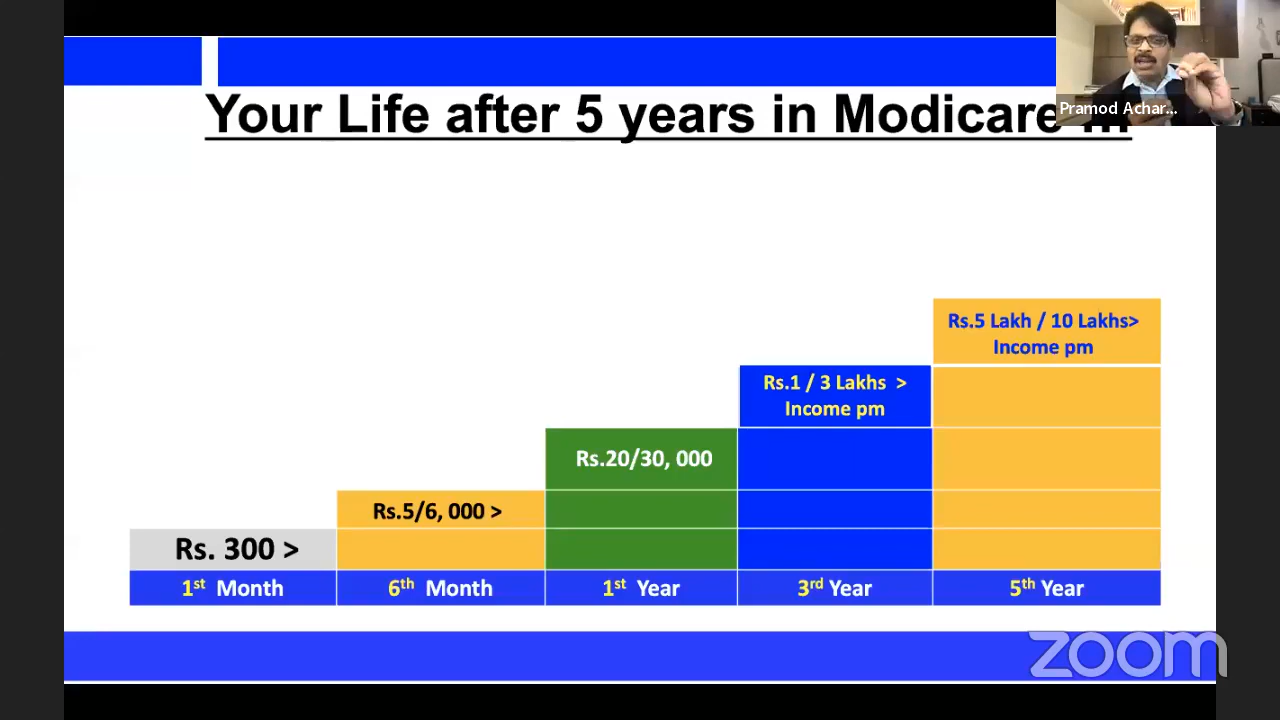 Your Life after 5 years in Modicare
Pramod Achar...
Rs.5 Lakh / 10 Lakhs>
Income pm
Rs.1 / 3 Lakhs >
Income pm
Rs.20/30, 000
Rs.5/6, 000 >
Rs. 300 >
1st Month
6th Month
1st Year
3rd Year
5th Year
zoom